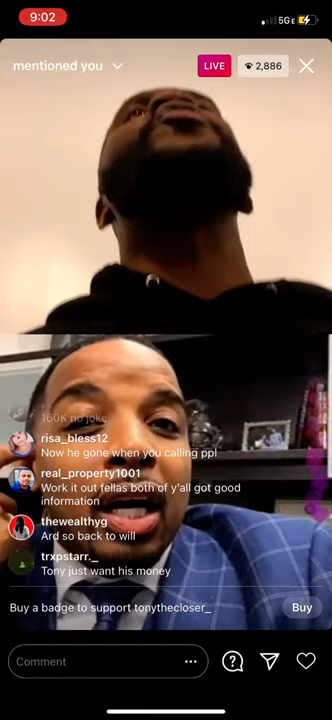 9:02
5GE
mentioned you
LIVE
2,886
160K no joke
risa_bless12
Now he gone when you calling ppl
real_property1001
Work it out fellas both of y'all got good
information
thewealthyg
Ard so back to will
trxpstarr._
Tony just want his money
Buy a badge to support tonythecloser_
Buy
Comment